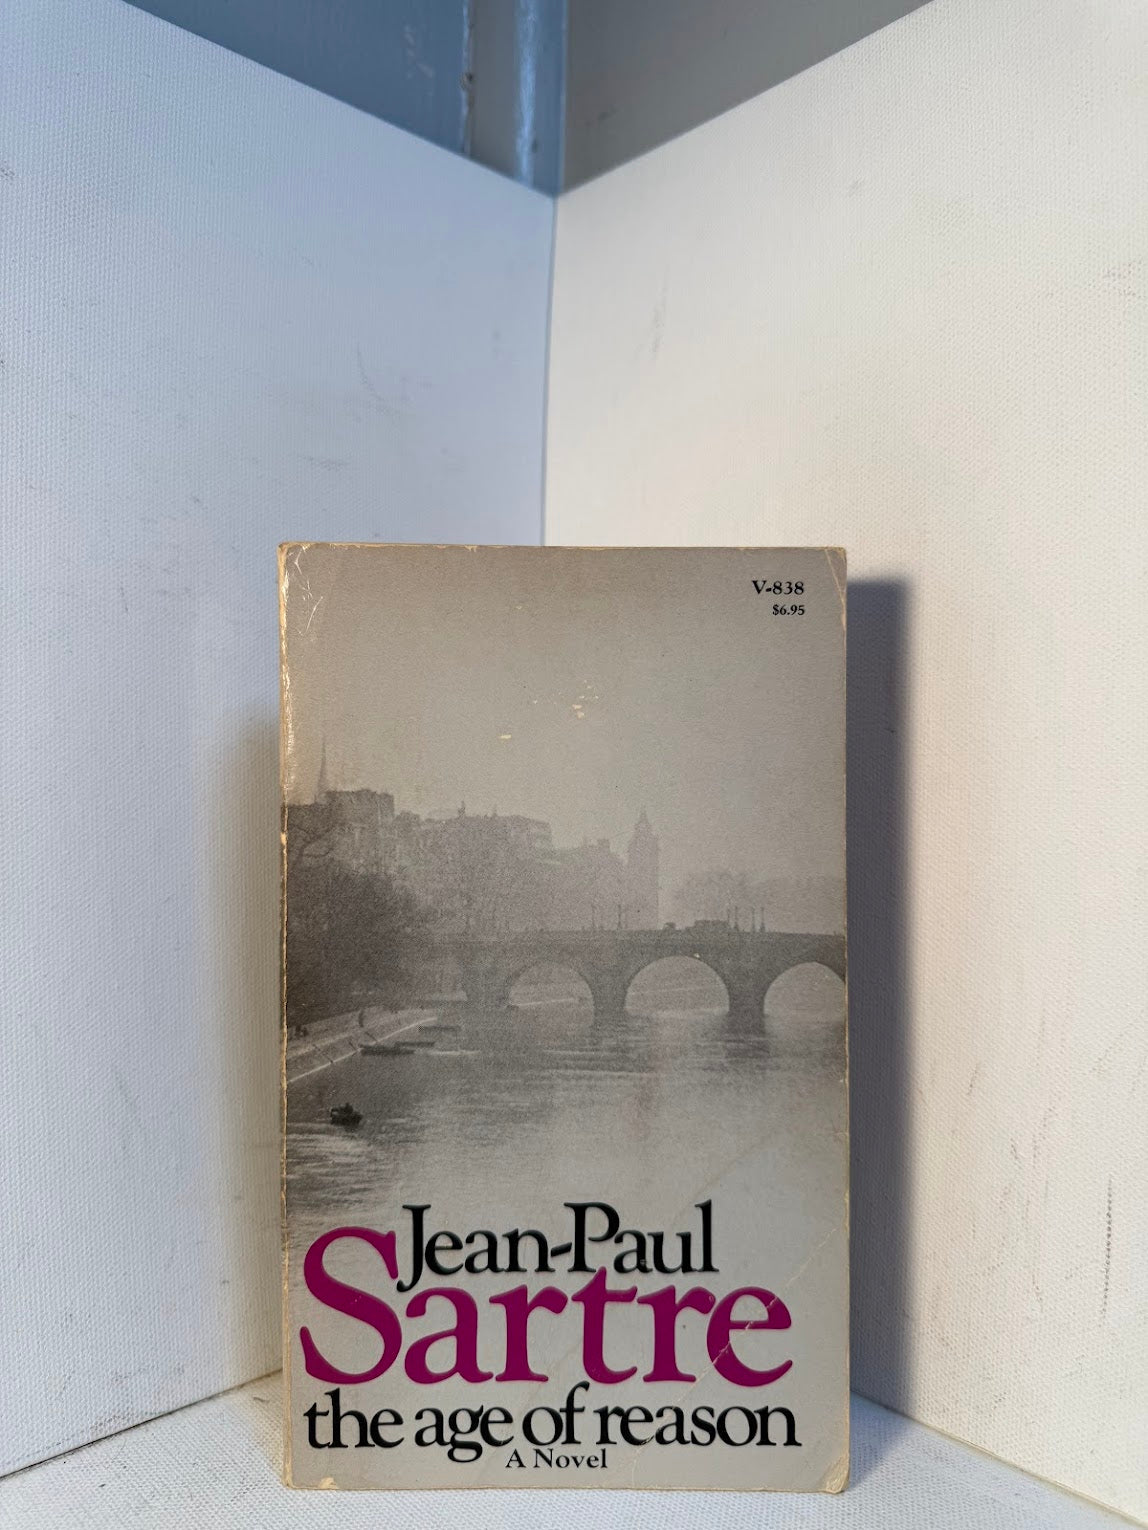 V-838
$6.95
Jean-Paul
Sartre
the age of reason
A Novel